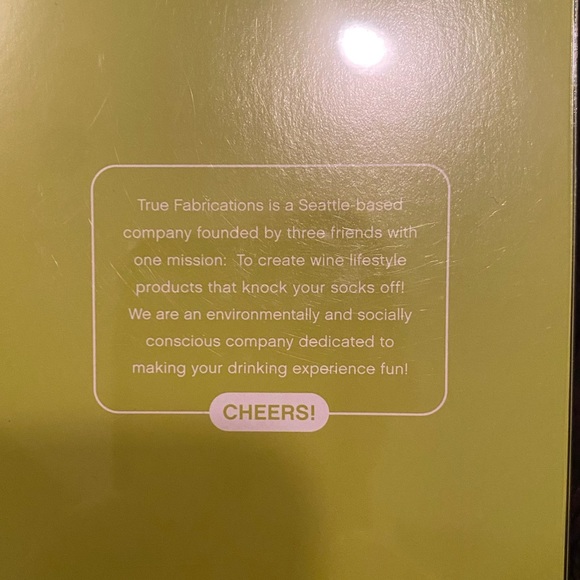 True Fabrications is a Seattle-based
company founded by three friends with
one mission:  To create wine lifestyle
products that knock your socks off!
We are an environmentally and socially
conscious company dedicated to
making your drinking experience fun!
CHEERS!